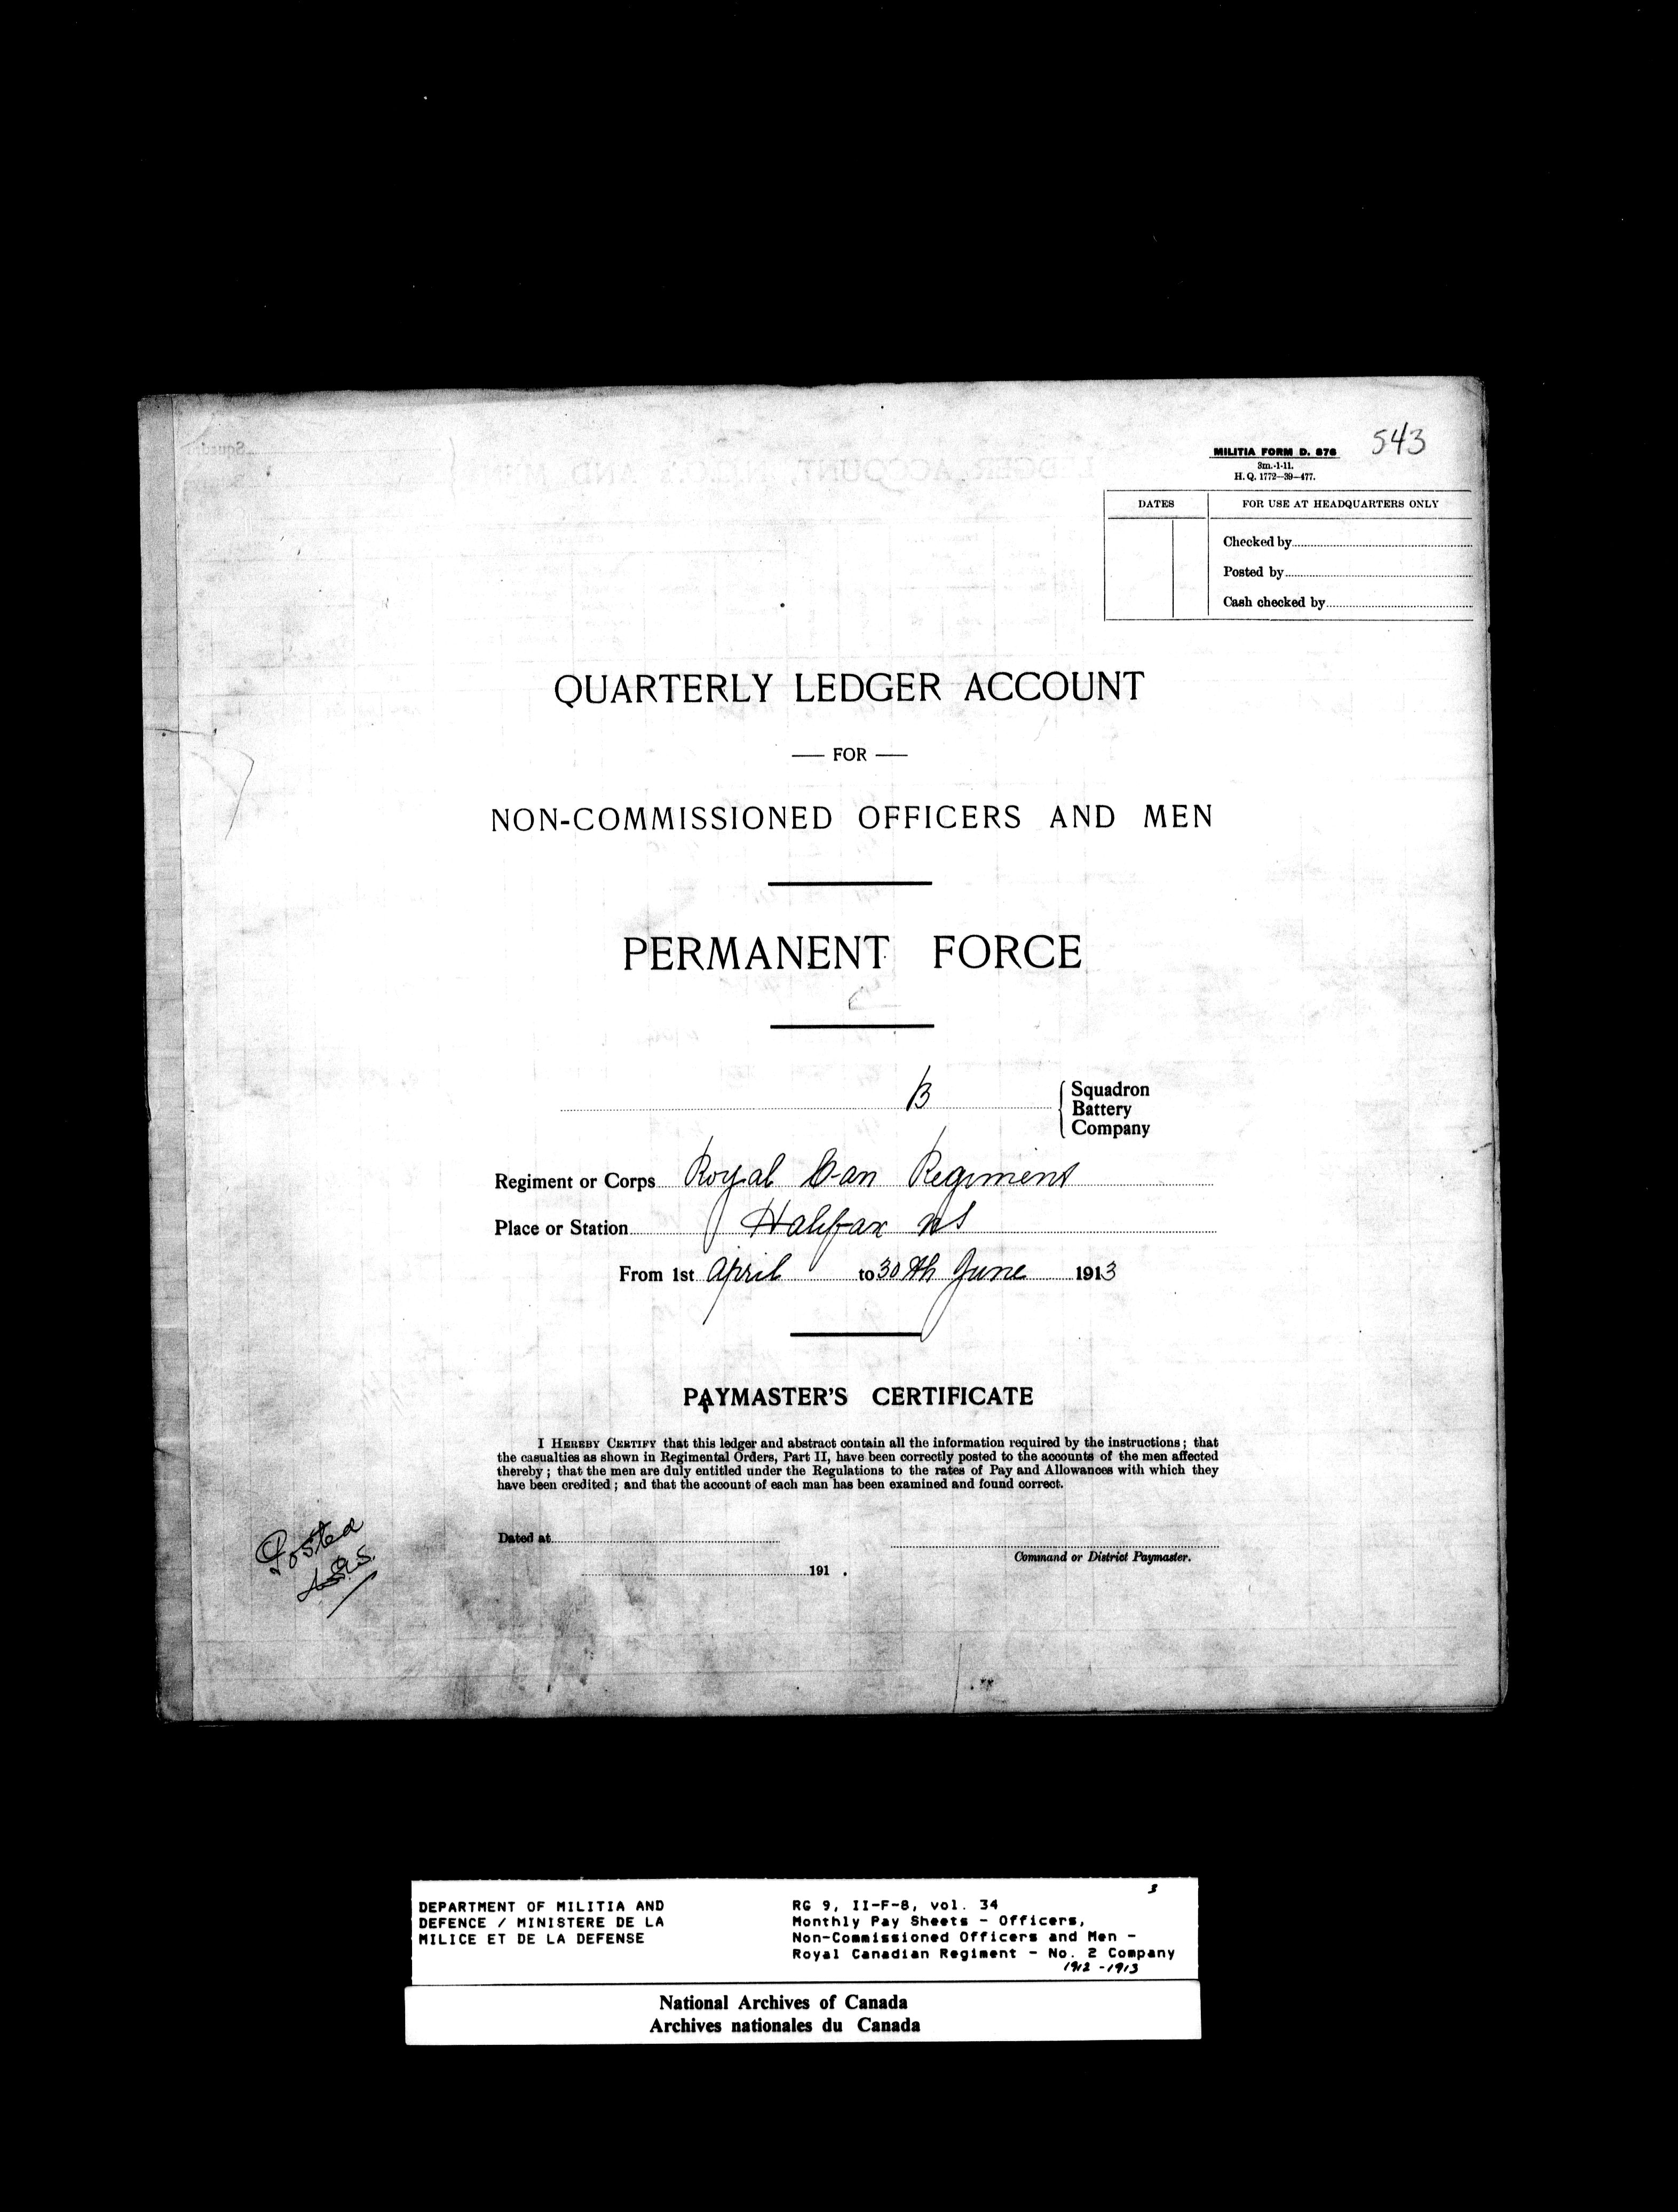 543
MILITIA FORM D. 876
3m.-1-11.
H. Q. 1772—39—477.
DATES
FOR USE AT HEADQUARTERS ONLY
Checked by
Posted by
Cash checked by
QUARTERLY LEDGER ACCOUNT
— FOR —
NON-COMMISSIONED OFFICERS AND MEN
PERMANENT FORCE
B
Squadron
Battery
Company
Regiment or Corps Royal Can Regiment
Place or Station Halifax NS
From 1st April to 30th June 1913
PAYMASTER'S CERTIFICATE
I HEREBY CERTIFY that this ledger and abstract contain all the information required by the instructions; that
the casualties as shown in Regimental Orders, Part II, have been correctly posted to the accounts of the men affected
thereby; that the men are duly entitled under the Regulations to the rates of Pay and Allowances with which they
have been credited; and that the account of each man has been examined and found correct.
Dated at
Command or District Paymaster.
191 .
Posted
3
DEPARTMENT OF MILITIA AND
DEFENCE / MINISTERE DE LA
MILICE ET DE LA DEFENSE
RG 9, II-F-8, vol. 34
Monthly Pay Sheets - Officers,
Non-Commissioned Officers and Men -
Royal Canadian Regiment - No. 2 Company
1912-1913
National Archives of Canada
Archives nationales du Canada